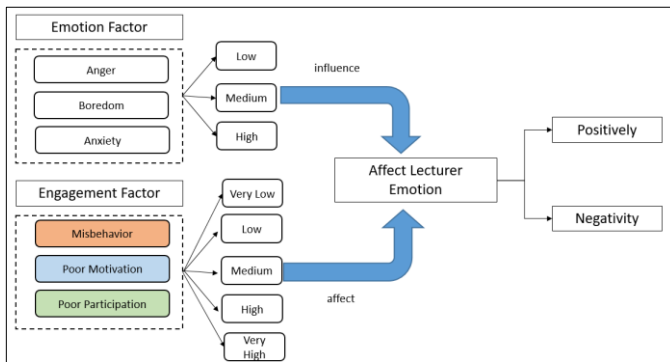 Emotion Factor
Anger
Boredom
Anxiety
Low
Medium
High
influence
Engagement Factor
Misbehavior
Poor Motivation
Poor Participation
Very Low
Low
Medium
High
Very
High
affect
Affect Lecturer
Emotion
Positively
Negativity